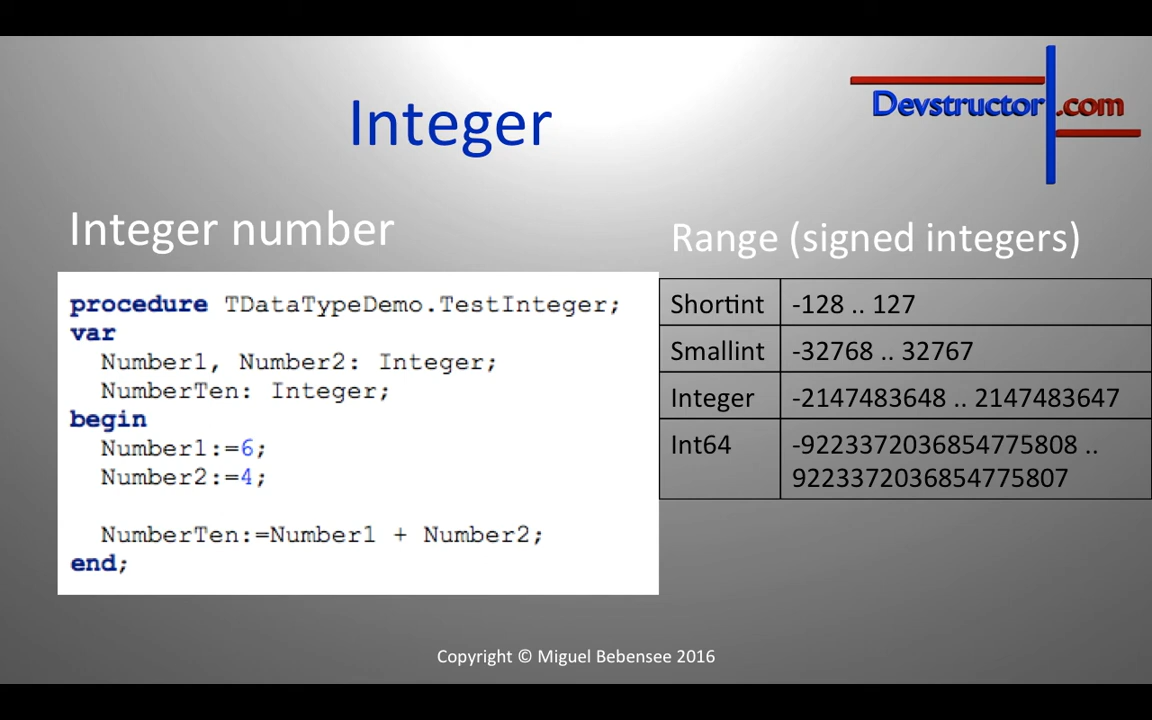 Devstructor.com
Integer
Integer number
procedure TDataTypeDemo.TestInteger;
var
Number1, Number2: Integer;
NumberTen: Integer;
begin
Number1:=6;
Number2:=4;
NumberTen:=Number1 + Number2;
end;
Range (signed integers)
Shortint -128 .. 127
Smallint -32768 .. 32767
Integer -2147483648 .. 2147483647
Int64 -9223372036854775808 ..
9223372036854775807
Copyright © Miguel Bebensee 2016